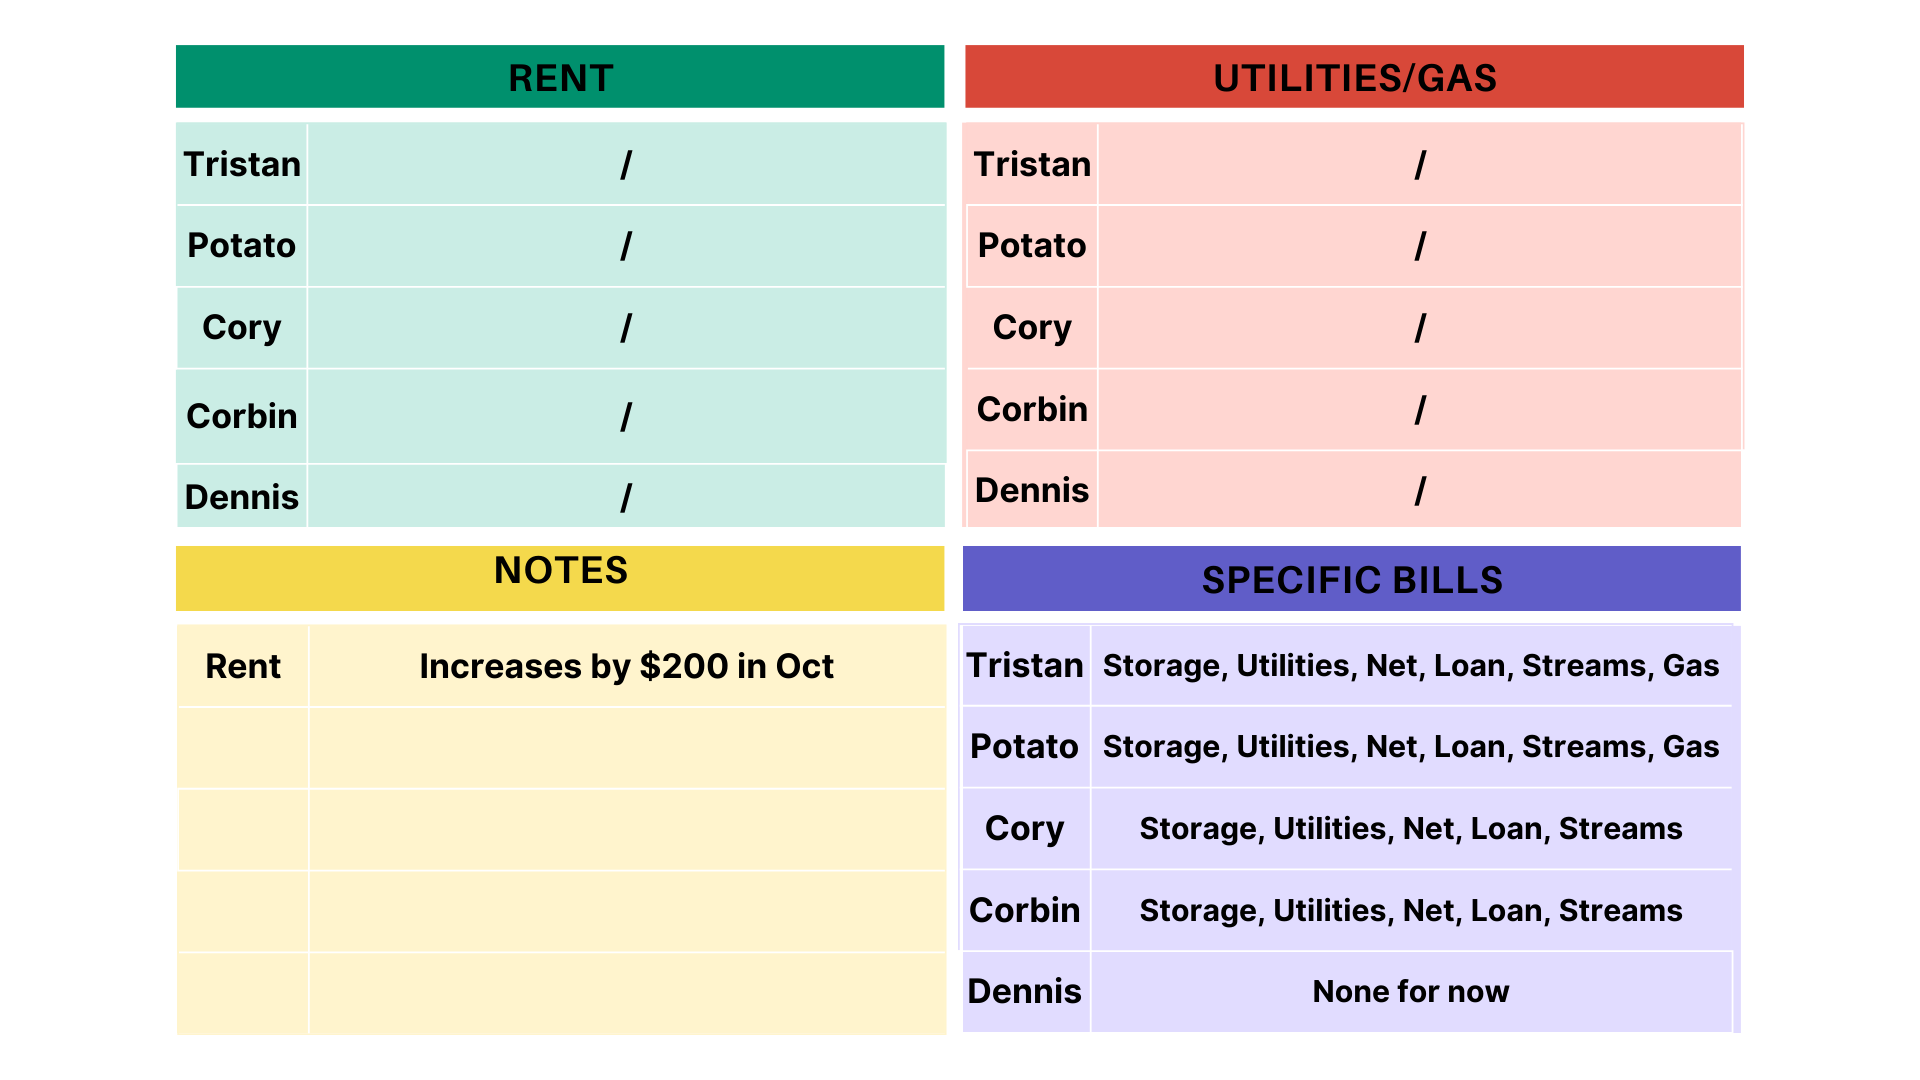 RENT
Tristan /
Potato /
Cory /
Corbin /
Dennis /
UTILITIES/GAS
Tristan /
Potato /
Cory /
Corbin /
Dennis /
NOTES
Rent Increases by $200 in Oct
SPECIFIC BILLS
Tristan Storage, Utilities, Net, Loan, Streams, Gas
Potato Storage, Utilities, Net, Loan, Streams, Gas
Cory Storage, Utilities, Net, Loan, Streams
Corbin Storage, Utilities, Net, Loan, Streams
Dennis None for now